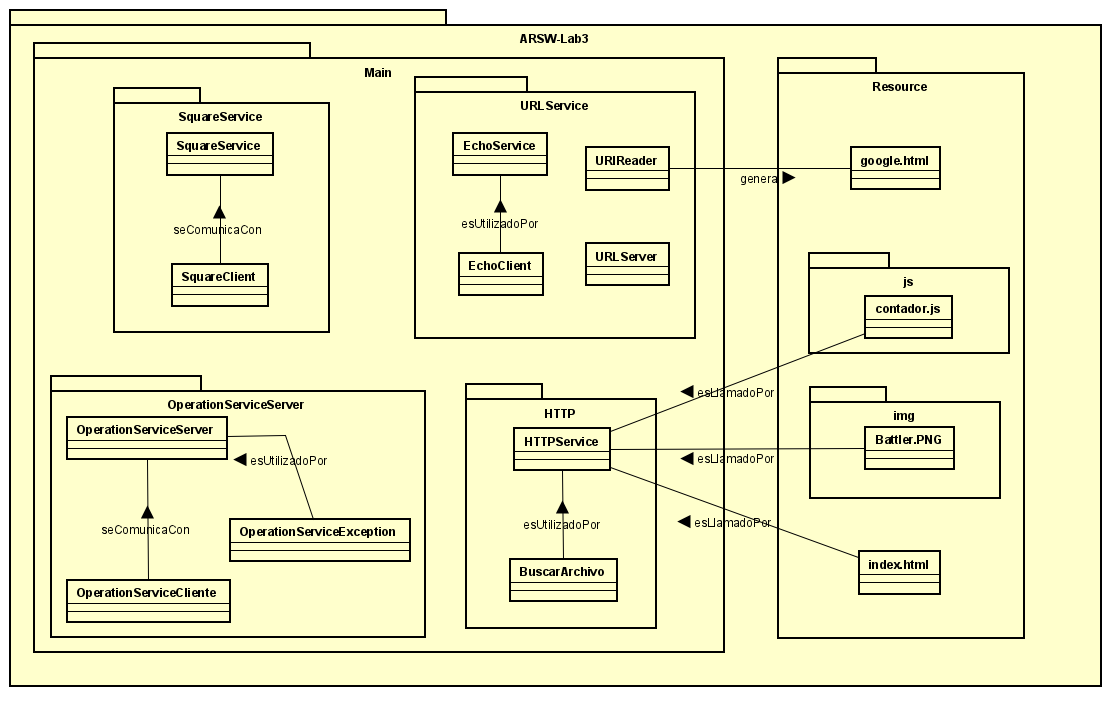 ARSW-Lab3
Main
SquareService
SquareService
seComunicaCon
SquareClient
URLService
EchoService
esUtilizadoPor
EchoClient
URIReader
URLServer
genera
OperationServiceServer
OperationServiceServer
esUtilizadoPor
seComunicaCon
OperationServiceException
OperationServiceCliente
HTTP
HTTPService
esUtilizadoPor
BuscarArchivo
esLlamadoPor
esLlamadoPor
esLlamadoPor
Resource
google.html
js
contador.js
img
Battler.PNG
index.html